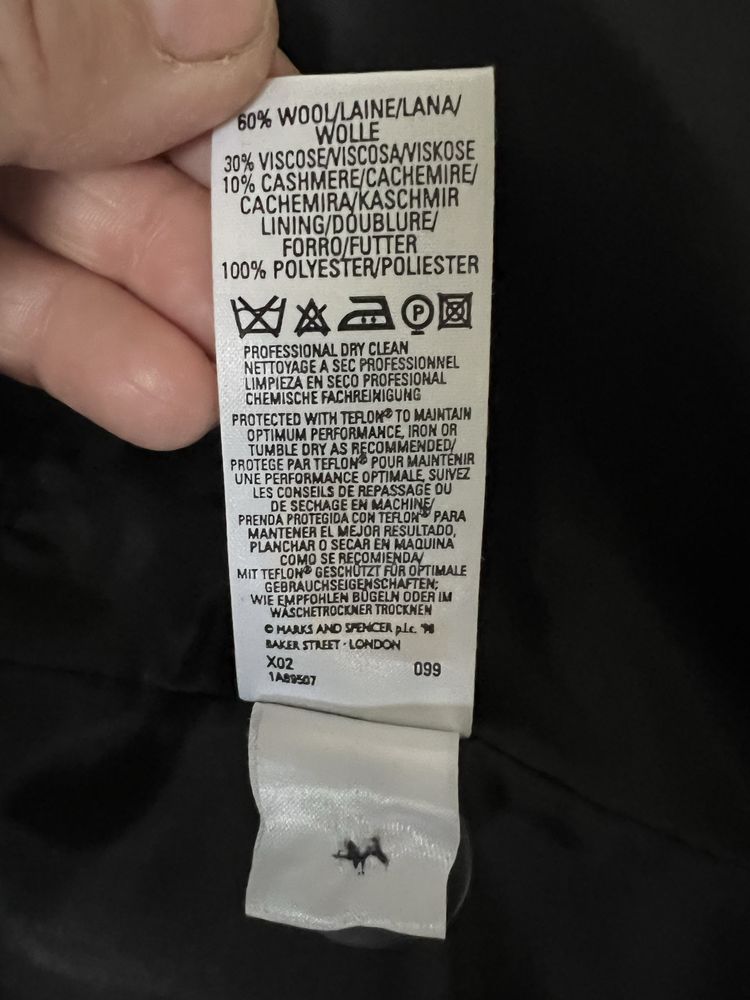 60% WOOL/LAINE/LANA/
WOLLE
30% VISCOSE/VISCOSA/VISKOSE
10% CASHMERE/CACHEMIRE/
CACHEMIRA/KASCHMIR
LINING/DOUBLURE/
FORRO/FUTTER
100% POLYESTER/POLIESTER
P
PROFESSIONAL DRY CLEAN
NETTOYAGE A SEC PROFESSIONNEL
LIMPIEZA EN SECO PROFESIONAL
CHEMISCHE FACHREINIGUNG
PROTECTED WITH TEFLON® TO MAINTAIN
OPTIMUM PERFORMANCE, IRON OR
TUMBLE DRY AS RECOMMENDED/
PROTEGE PAR TEFLON® POUR MAINTENIR
UNE PERFORMANCE OPTIMALE, SUIVEZ
LES CONSEILS DE REPASSAGE OU
DE SECHAGE EN MACHINE/
PRENDA PROTEGIDA CON TEFLON® PARA
MANTENER EL MEJOR RESULTADO,
PLANCHAR O SECAR EN MAQUINA
COMO SE RECOMIENDA/
MIT TEFLON® GESCHÜTZT FÜR OPTIMALE
GEBRAUCHSEIGENSCHAFTEN;
WIE EMPFOHLEN BÜGELN ODER IM
WÄSCHETROCKNER TROCKNEN
© MARKS AND SPENCER p.l.c. '98
BAKER STREET · LONDON
X02 099
1A89507